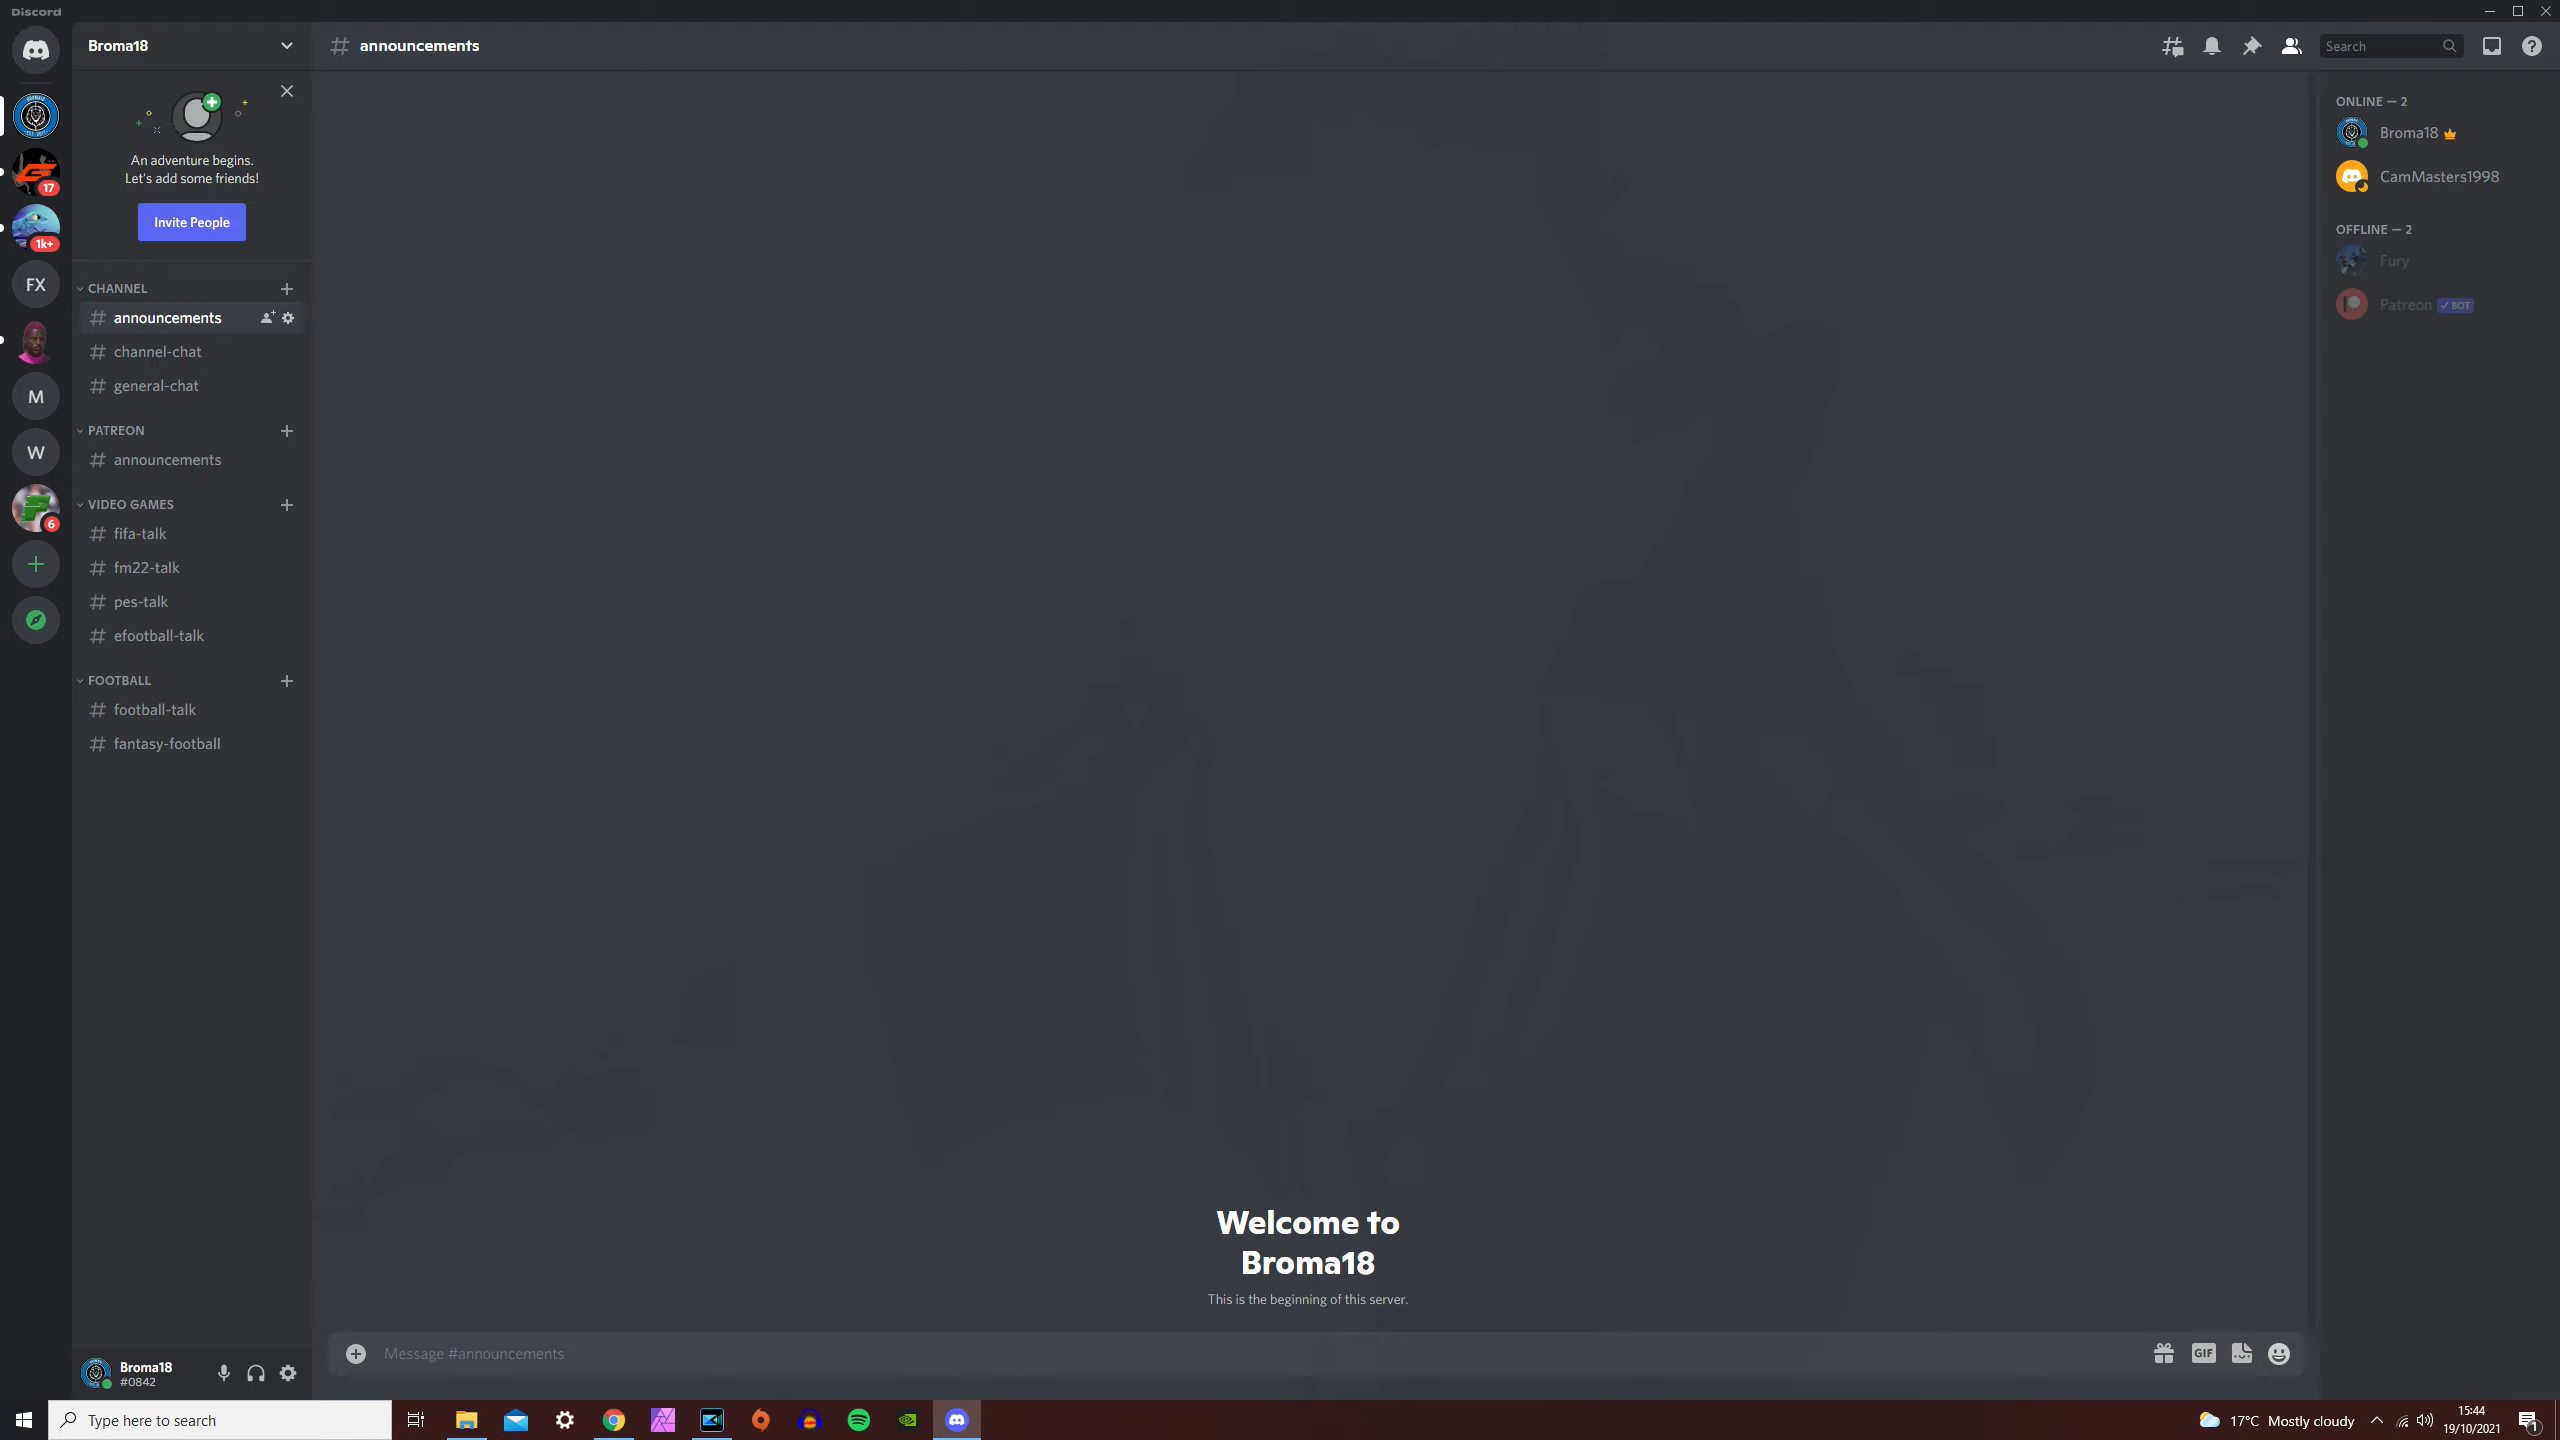 Discord
Broma18
An adventure begins.
Let's add some friends!
Invite People
17
1k+
FX
M
W
6
CHANNEL
announcements
channel-chat
general-chat
PATREON
announcements
VIDEO GAMES
fifa-talk
fm22-talk
pes-talk
efootball-talk
FOOTBALL
football-talk
fantasy-football
Broma18
#0842
announcements
Search
Welcome to
Broma18
This is the beginning of this server.
Message #announcements
GIF
ONLINE — 2
Broma18
CamMasters1998
OFFLINE — 2
Fury
Patreon BOT
Type here to search
17°C Mostly cloudy
15:44
19/10/2021
1